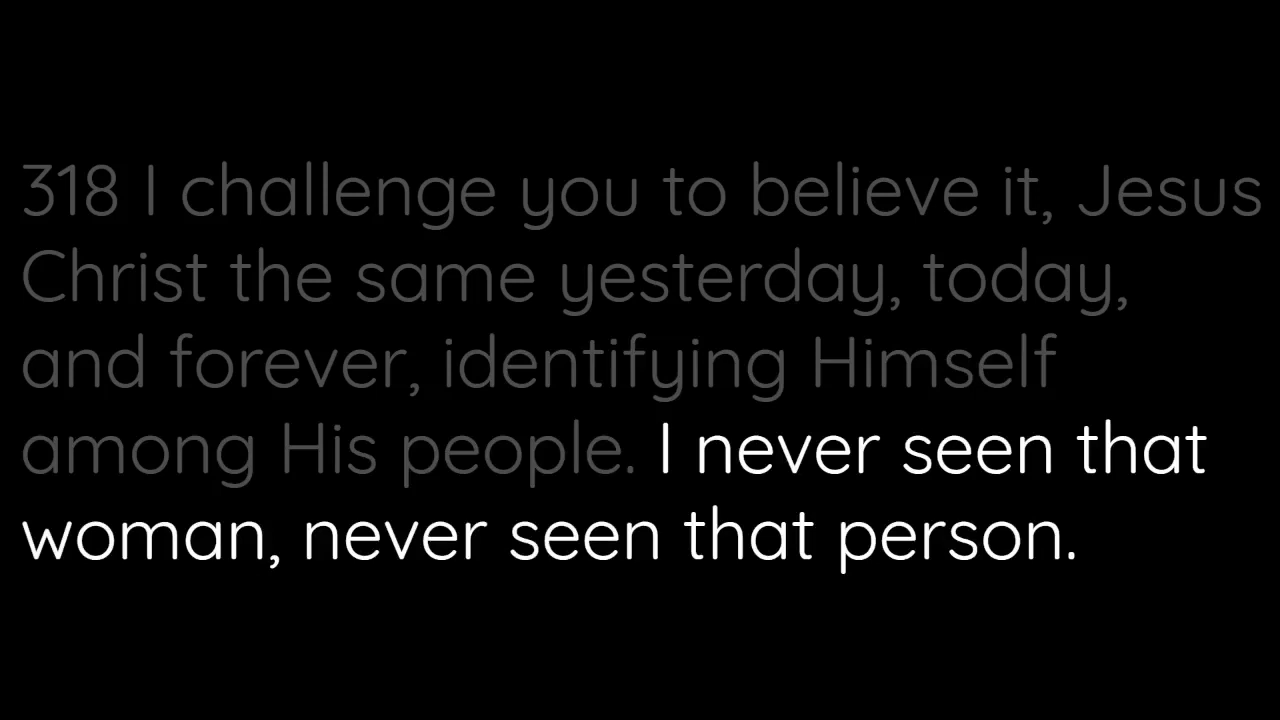 318 I challenge you to believe it, Jesus
Christ the same yesterday, today,
and forever, identifying Himself
among His people. I never seen that
woman, never seen that person.